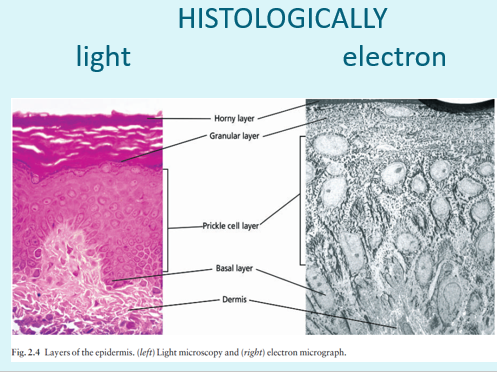 HISTOLOGICALLY
light electron
Horny layer
Granular layer
Prickle cell layer
Basal layer
Dermis
Fig. 2.4 Layers of the epidermis. (left) Light microscopy and (right) electron micrograph.